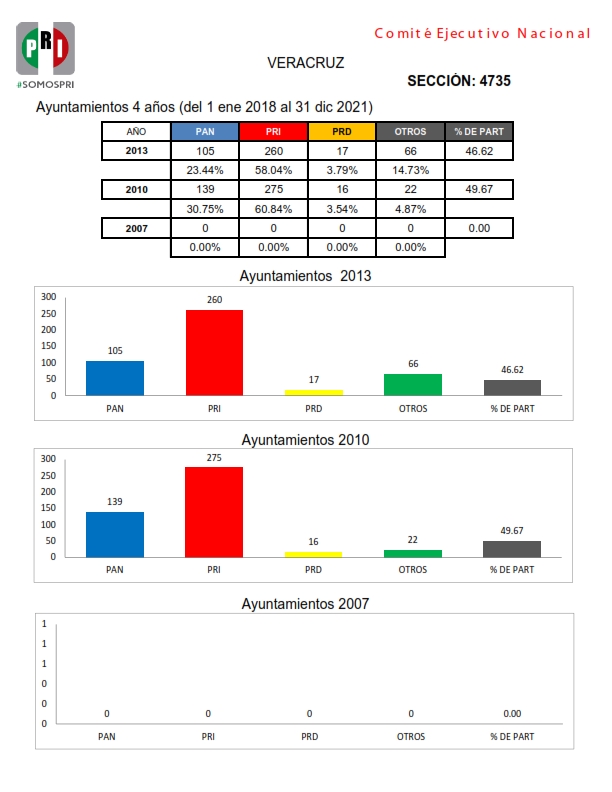 PRI
#SOMOSPRI
Comité Ejecutivo Nacional
VERACRUZ
SECCIÓN: 4735
Ayuntamientos 4 años (del 1 ene 2018 al 31 dic 2021)
AÑO PAN PRI PRD OTROS % DE PART
2013 105 260 17 66 46.62
23.44% 58.04% 3.79% 14.73%
2010 139 275 16 22 49.67
30.75% 60.84% 3.54% 4.87%
2007 0 0 0 0 0.00
0.00% 0.00% 0.00% 0.00%
Ayuntamientos 2013
300
250
200
150
100
50
0
105 260 17 66 46.62
PAN PRI PRD OTROS % DE PART
Ayuntamientos 2010
300
250
200
150
100
50
0
139 275 16 22 49.67
PAN PRI PRD OTROS % DE PART
Ayuntamientos 2007
1
1
1
0
0
0
0 0 0 0 0.00
PAN PRI PRD OTROS % DE PART